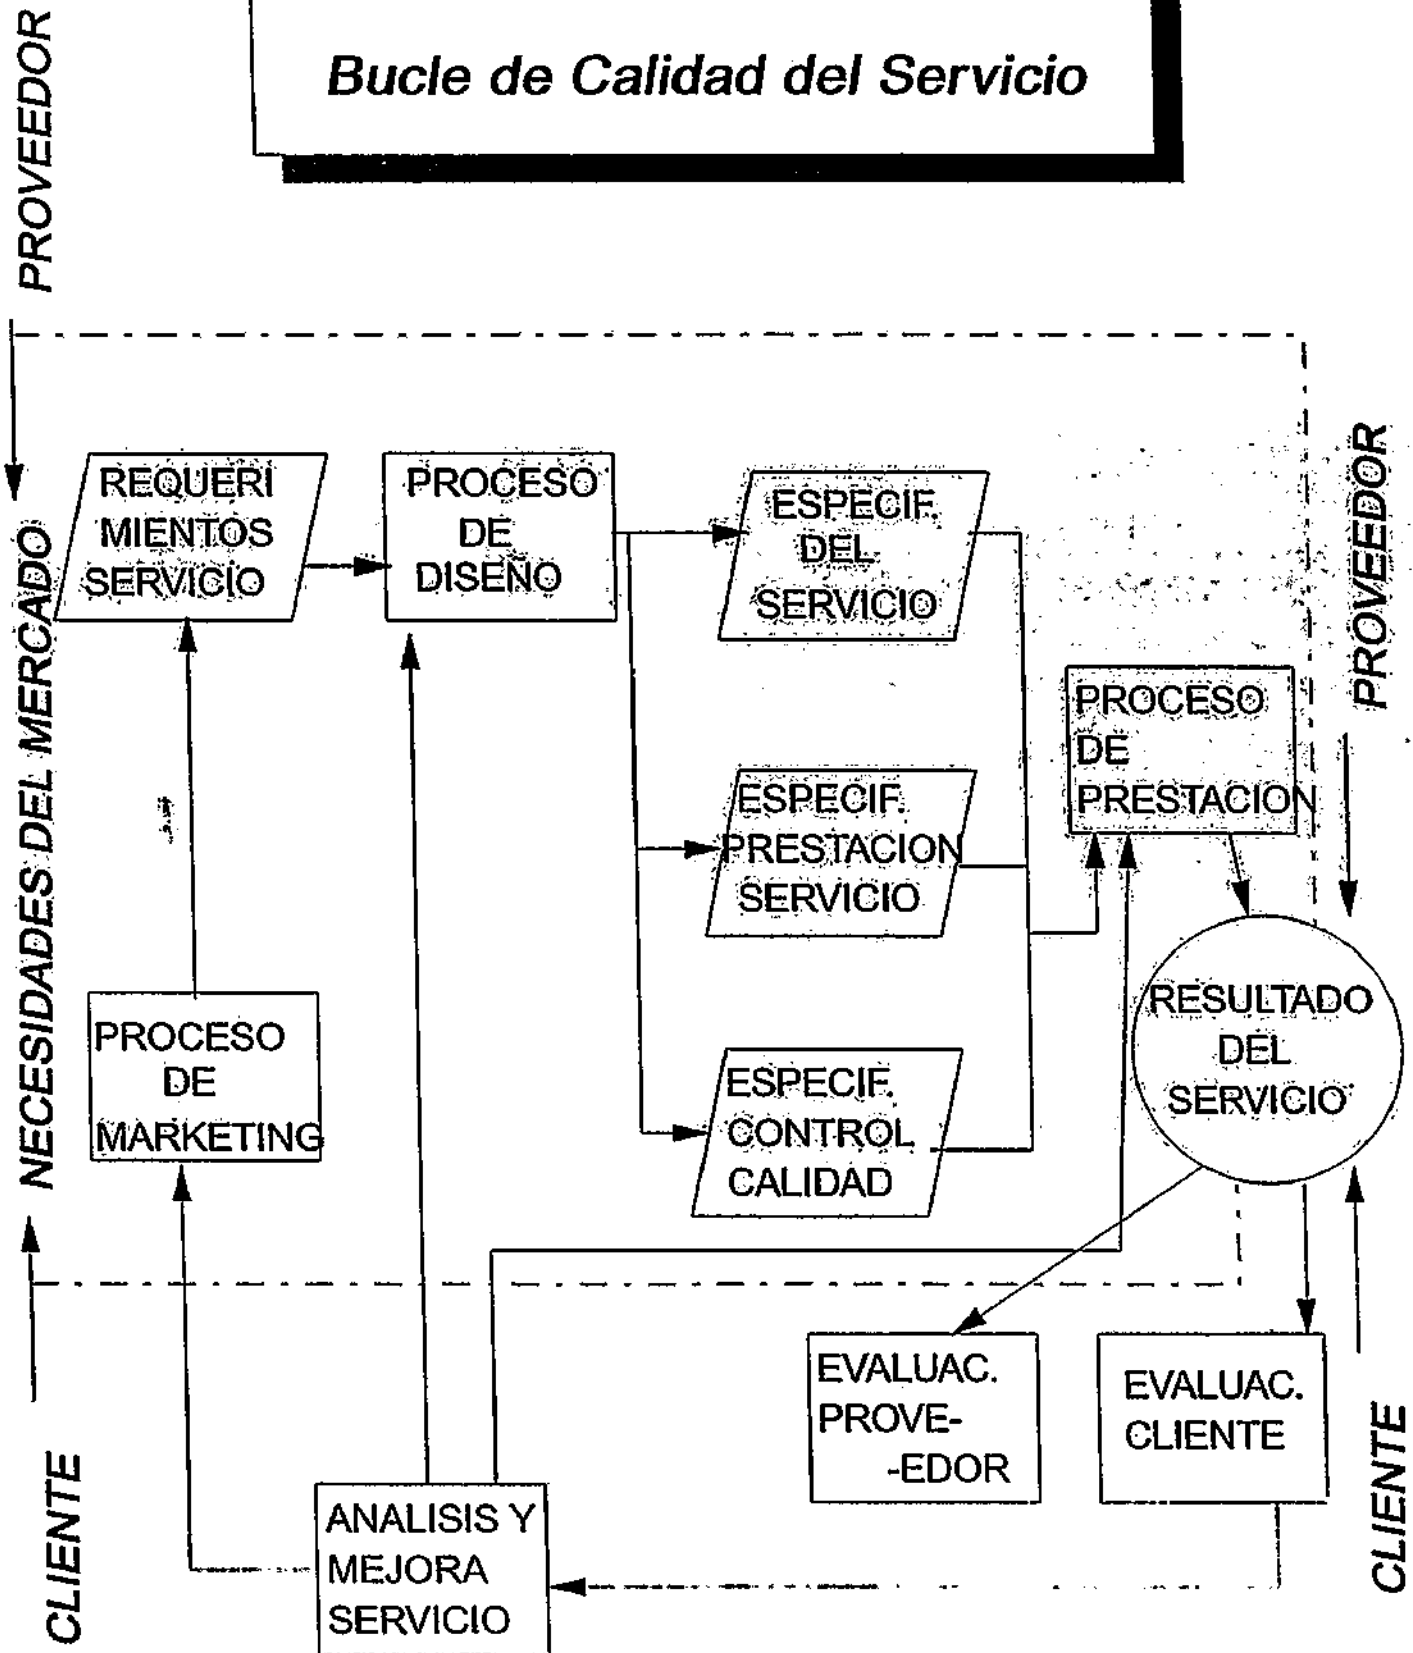 Bucle de Calidad del Servicio
PROVEEDOR
NECESIDADES DEL MERCADO
CLIENTE
REQUERI
MIENTOS
SERVICIO
PROCESO
DE
DISEÑO
ESPECIF.
DEL
SERVICIO
PROVEEDOR
PROCESO
DE
PRESTACION
ESPECIF.
PRESTACION
SERVICIO
PROCESO
DE
MARKETING
RESULTADO
DEL
SERVICIO
ESPECIF.
CONTROL
CALIDAD
EVALUAC.
PROVE-
-EDOR
EVALUAC.
CLIENTE
CLIENTE
ANALISIS Y
MEJORA
SERVICIO